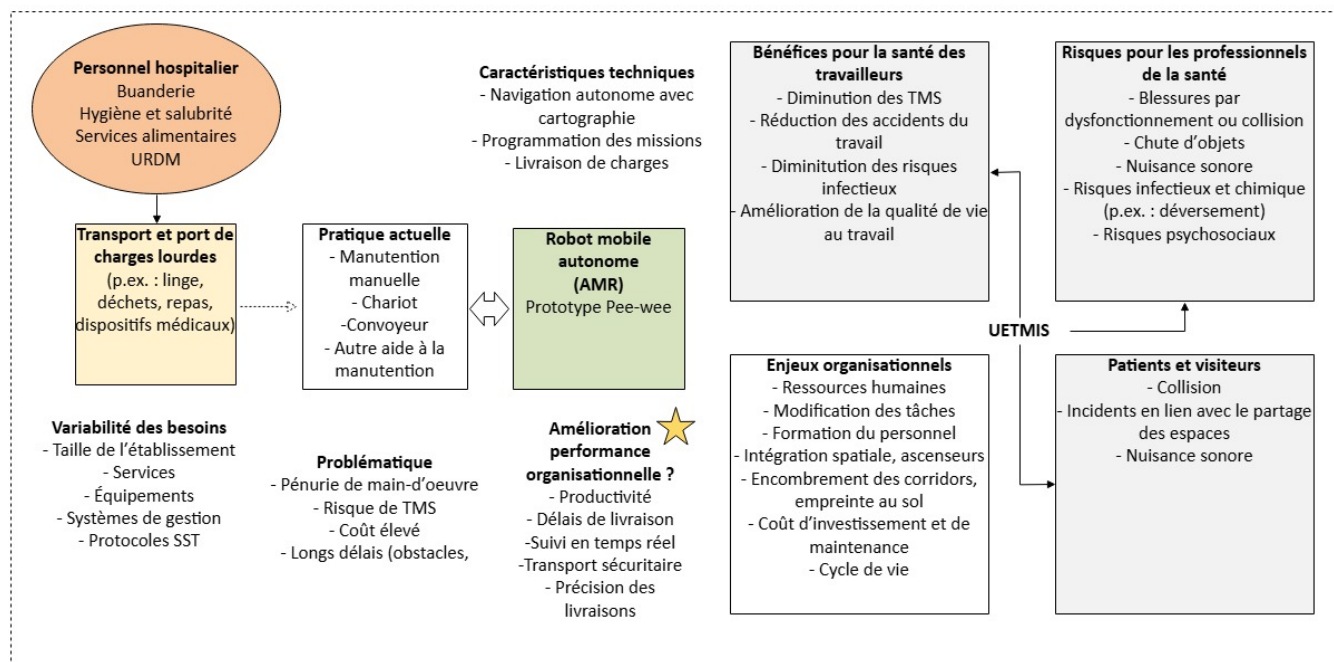 Personnel hospitalier
Buanderie
Hygiène et salubrité
Services alimentaires
URDM
Transport et port de
charges lourdes
(p.ex. : linge,
déchets, repas,
dispositifs médicaux)
Variabilité des besoins
- Taille de l’établissement
- Services
- Équipements
- Systèmes de gestion
- Protocoles SST
Pratique actuelle
- Manutention
manuelle
- Chariot
-Convoyeur
- Autre aide à la
manutention
Problématique
- Pénurie de main-d'oeuvre
- Risque de TMS
- Coût élevé
- Longs délais (obstacles,
Caractéristiques techniques
- Navigation autonome avec
cartographie
- Programmation des missions
- Livraison de charges
Robot mobile
autonome
(AMR)
Prototype Pee-wee
Amélioration
performance
organisationnelle ?
- Productivité
- Délais de livraison
-Suivi en temps réel
-Transport sécuritaire
- Précision des
livraisons
Bénéfices pour la santé des
travailleurs
- Diminution des TMS
- Réduction des accidents du
travail
- Diminitution des risques
infectieux
- Amélioration de la qualité de vie
au travail
Risques pour les professionnels
de la santé
- Blessures par
dysfonctionnement ou collision
- Chute d’objets
- Nuisance sonore
- Risques infectieux et chimique
(p.ex. : déversement)
- Risques psychosociaux
UETMIS
Enjeux organisationnels
- Ressources humaines
- Modification des tâches
- Formation du personnel
- Intégration spatiale, ascenseurs
- Encombrement des corridors,
empreinte au sol
- Coût d’investissement et de
maintenance
- Cycle de vie
Patients et visiteurs
- Collision
- Incidents en lien avec le partage
des espaces
- Nuisance sonore